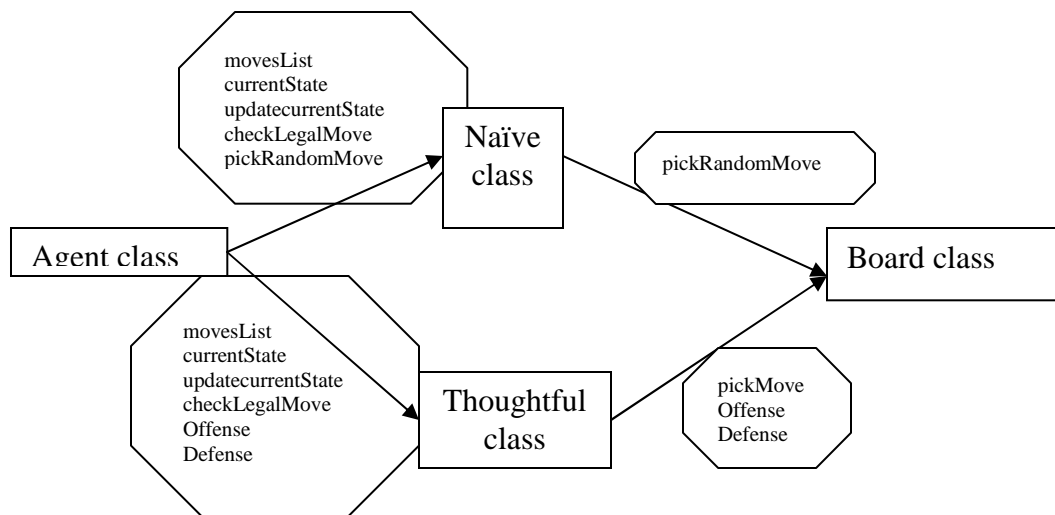 movesList
currentState
updatecurrentState
checkLegalMove
pickRandomMove
Naïve
class
pickRandomMove
Agent class
Board class
movesList
currentState
updatecurrentState
checkLegalMove
Offense
Defense
Thoughtful
class
pickMove
Offense
Defense